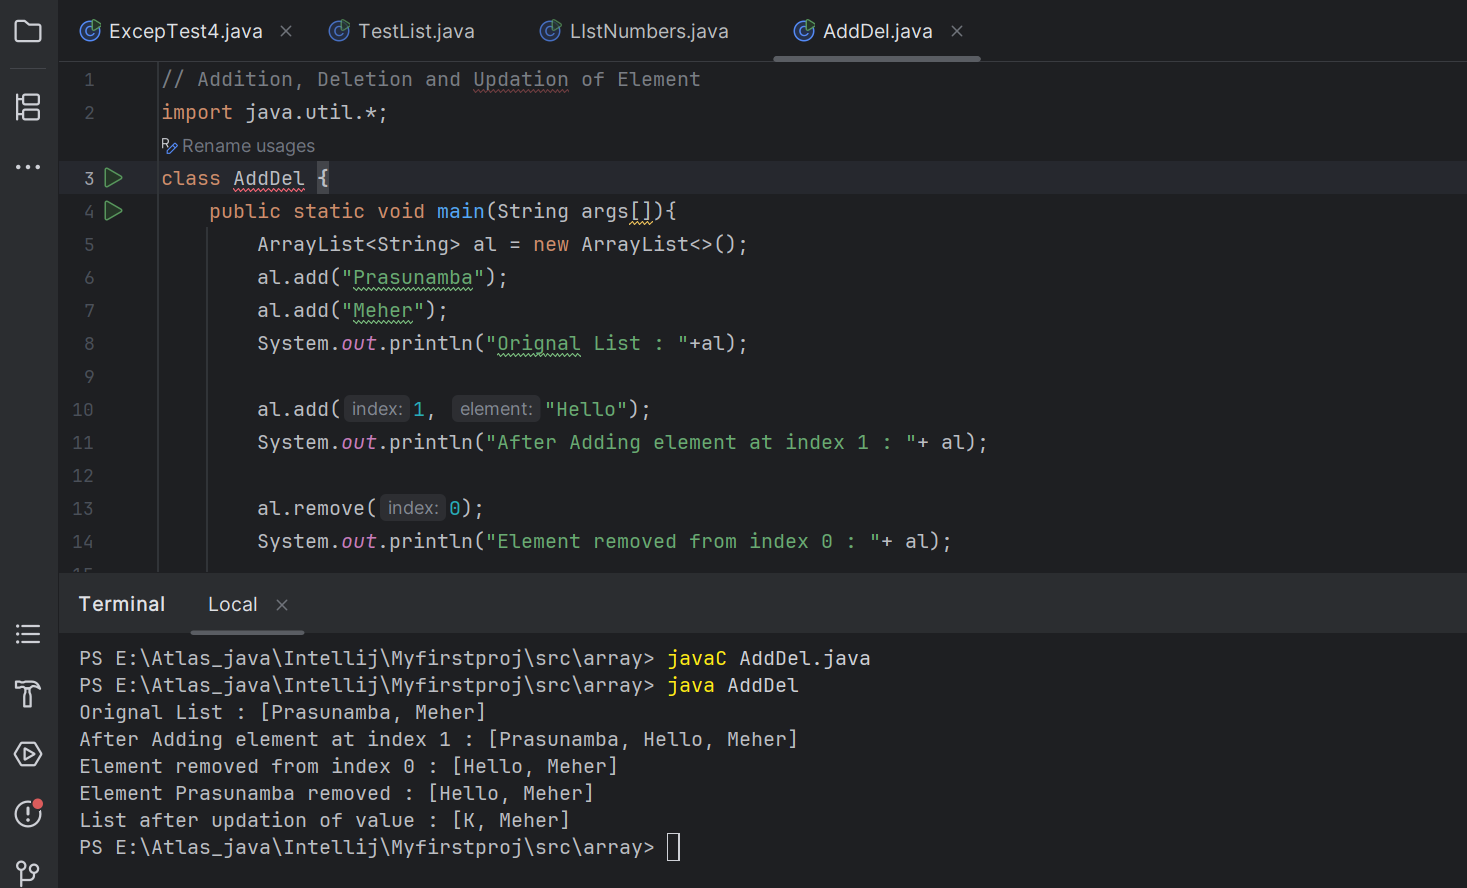 ExcepTest4.java TestList.java LIstNumbers.java AddDel.java
1 // Addition, Deletion and Updation of Element
2 import java.util.*;
Rename usages
3 class AddDel {
4 public static void main(String args[]){
5 ArrayList<String> al = new ArrayList<>();
6 al.add("Prasunamba");
7 al.add("Meher");
8 System.out.println("Orignal List : "+al);
9
10 al.add( index: 1, element: "Hello");
11 System.out.println("After Adding element at index 1 : "+ al);
12
13 al.remove( index: 0);
14 System.out.println("Element removed from index 0 : "+ al);
Terminal Local
PS E:\Atlas_java\Intellij\Myfirstproj\src\array> javaC AddDel.java
PS E:\Atlas_java\Intellij\Myfirstproj\src\array> java AddDel
Orignal List : [Prasunamba, Meher]
After Adding element at index 1 : [Prasunamba, Hello, Meher]
Element removed from index 0 : [Hello, Meher]
Element Prasunamba removed : [Hello, Meher]
List after updation of value : [K, Meher]
PS E:\Atlas_java\Intellij\Myfirstproj\src\array>